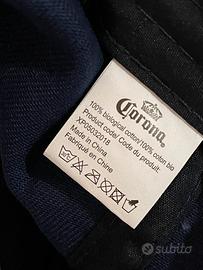 Corona
100% biological cotton/100% coton bio
Product code/ Code du produit:
XP05032018
Made in China
Fabriqué en Chine
subito